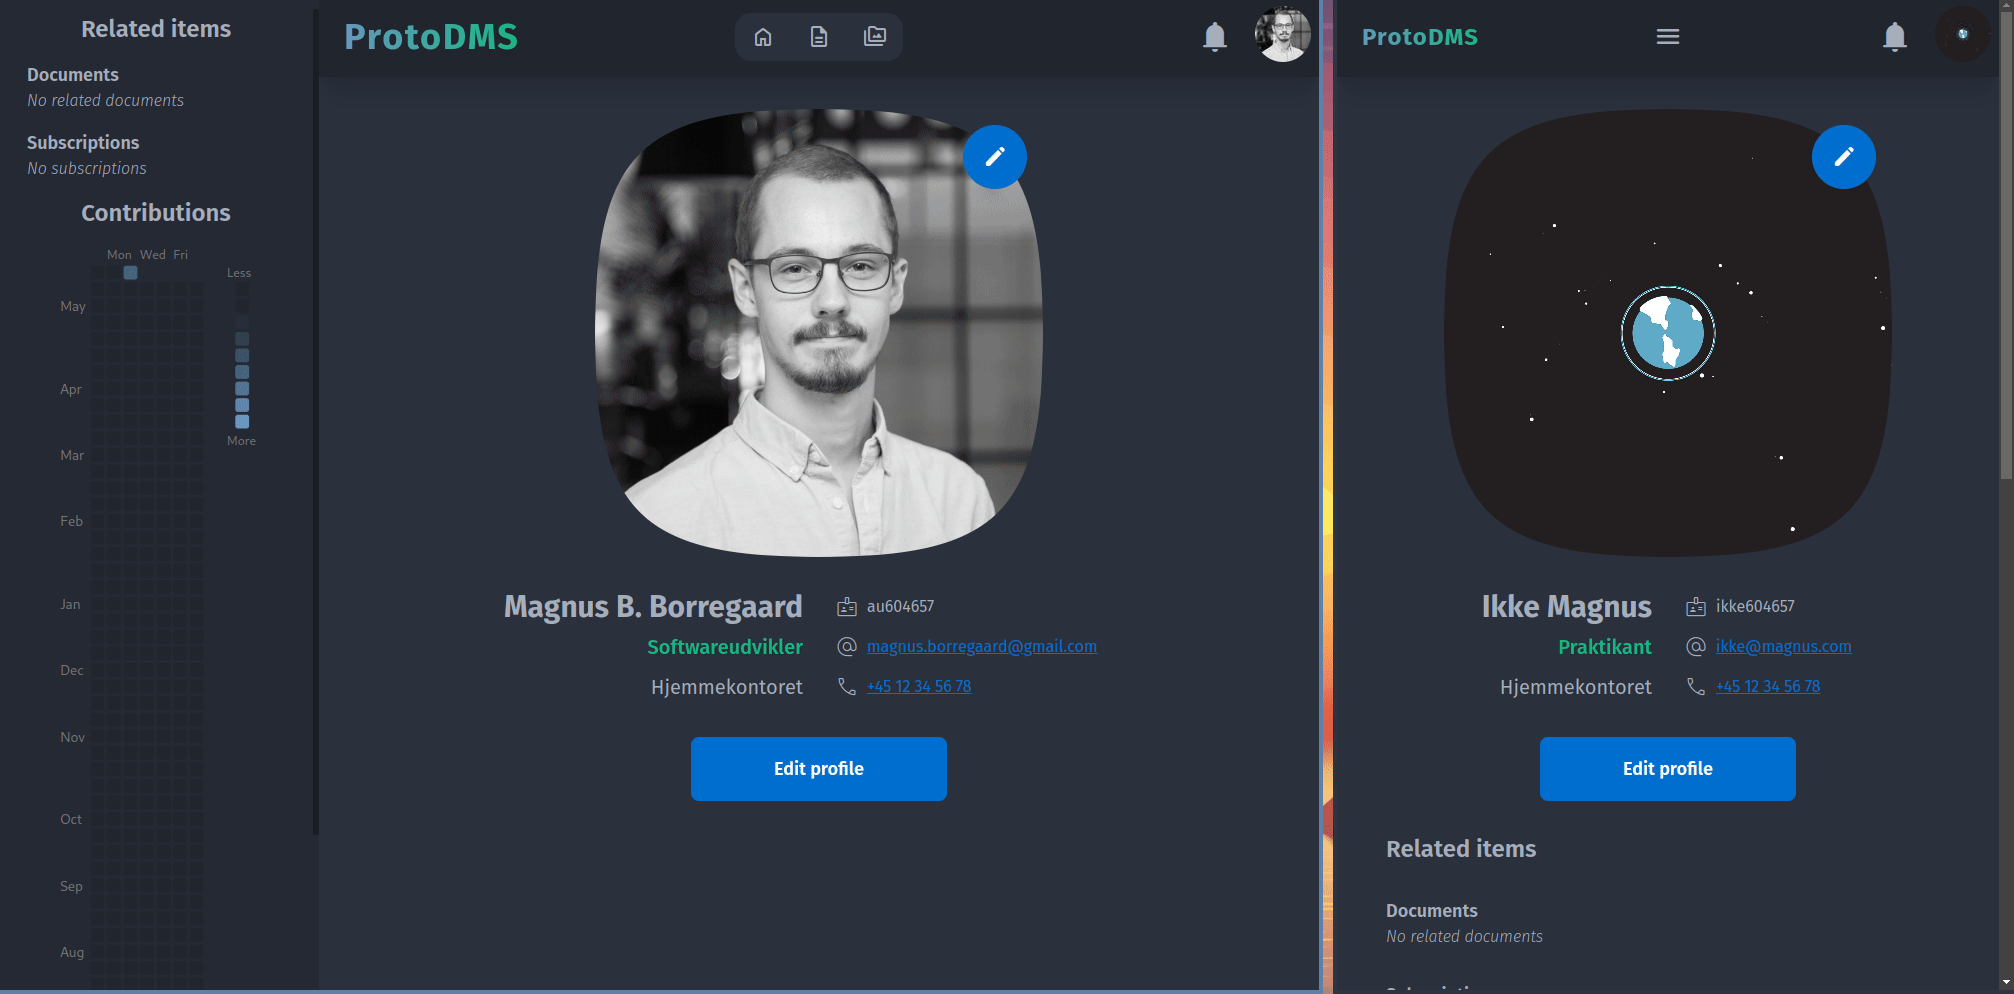 Related items
Documents
No related documents
Subscriptions
No subscriptions
Contributions
Mon Wed Fri
Less
May
Apr
More
Mar
Feb
Jan
Dec
Nov
Oct
Sep
Aug
ProtoDMS
Magnus B. Borregaard
au604657
Softwareudvikler
magnus.borregaard@gmail.com
Hjemmekontoret
+45 12 34 56 78
Edit profile
ProtoDMS
Ikke Magnus
ikke604657
Praktikant
ikke@magnus.com
Hjemmekontoret
+45 12 34 56 78
Edit profile
Related items
Documents
No related documents